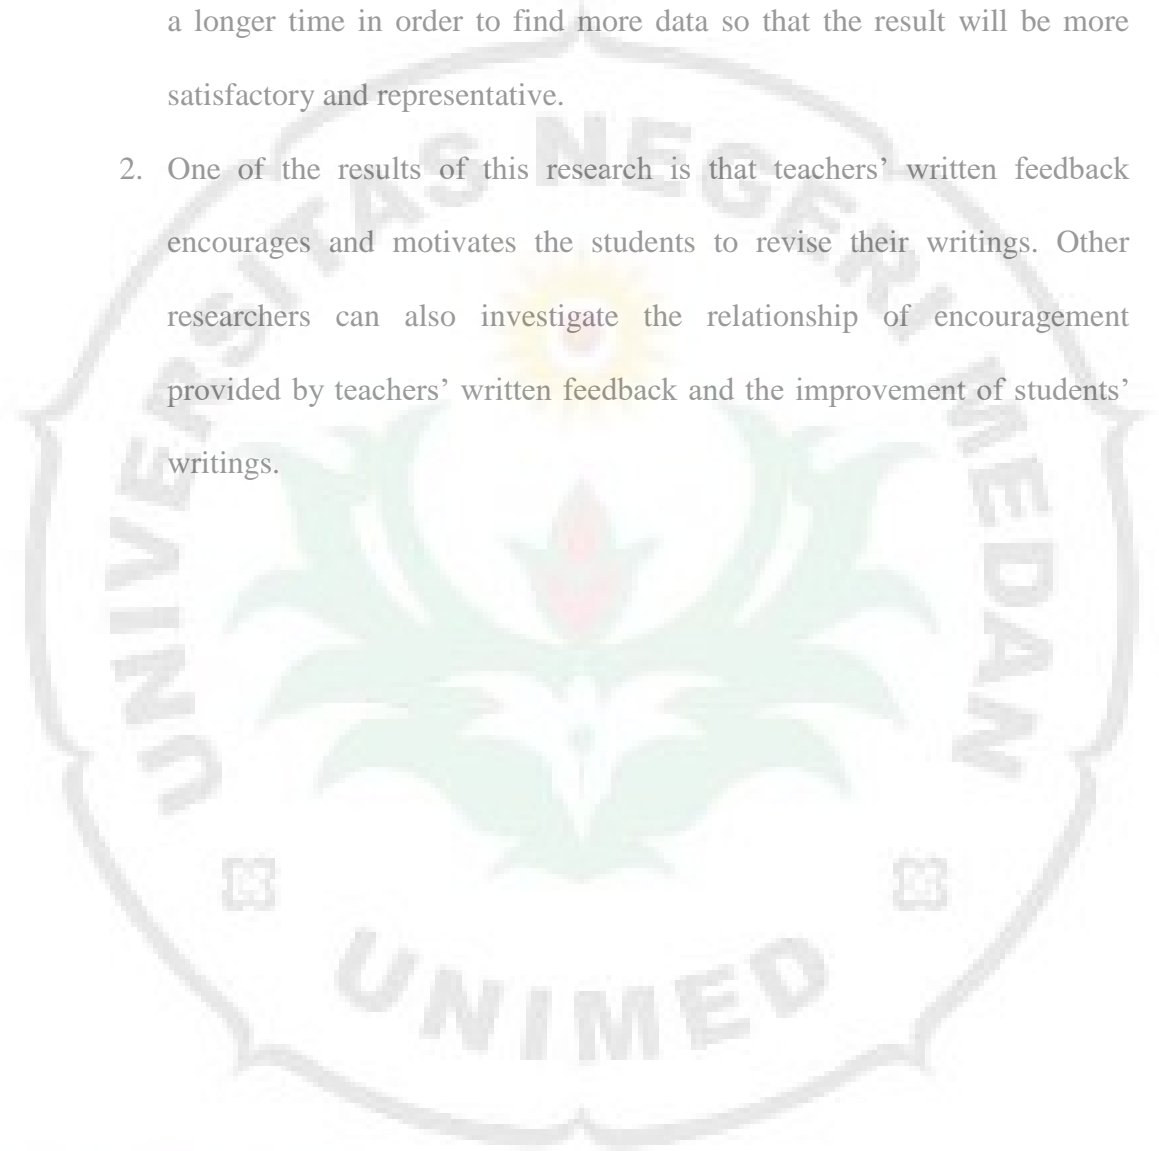 a longer time in order to find more data so that the result will be more
satisfactory and representative.
2. One of the results of this research is that teachers’ written feedback
encourages and motivates the students to revise their writings. Other
researchers can also investigate the relationship of encouragement
provided by teachers’ written feedback and the improvement of students’
writings.
UNIVERSITAS NEGERI MEDAN
UNIMED